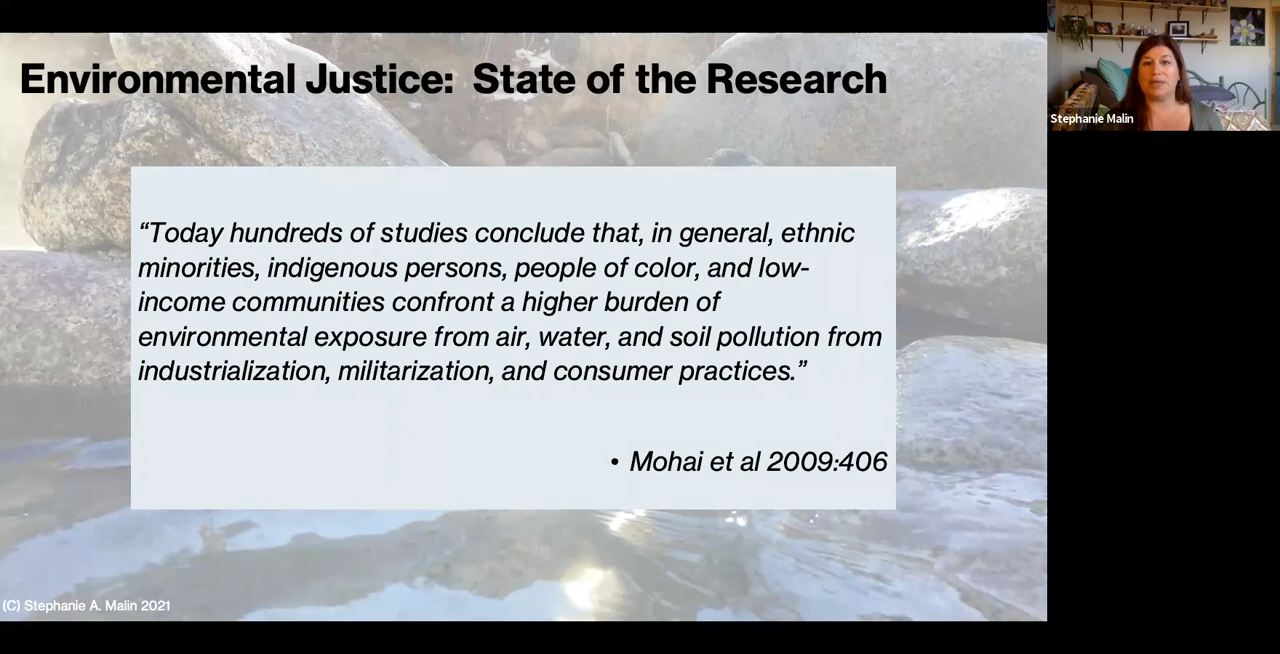 Environmental Justice:  State of the Research
“Today hundreds of studies conclude that, in general, ethnic
minorities, indigenous persons, people of color, and low-
income communities confront a higher burden of
environmental exposure from air, water, and soil pollution from
industrialization, militarization, and consumer practices.”
• Mohai et al 2009:406
(C) Stephanie A. Malin 2021
Stephanie Malin